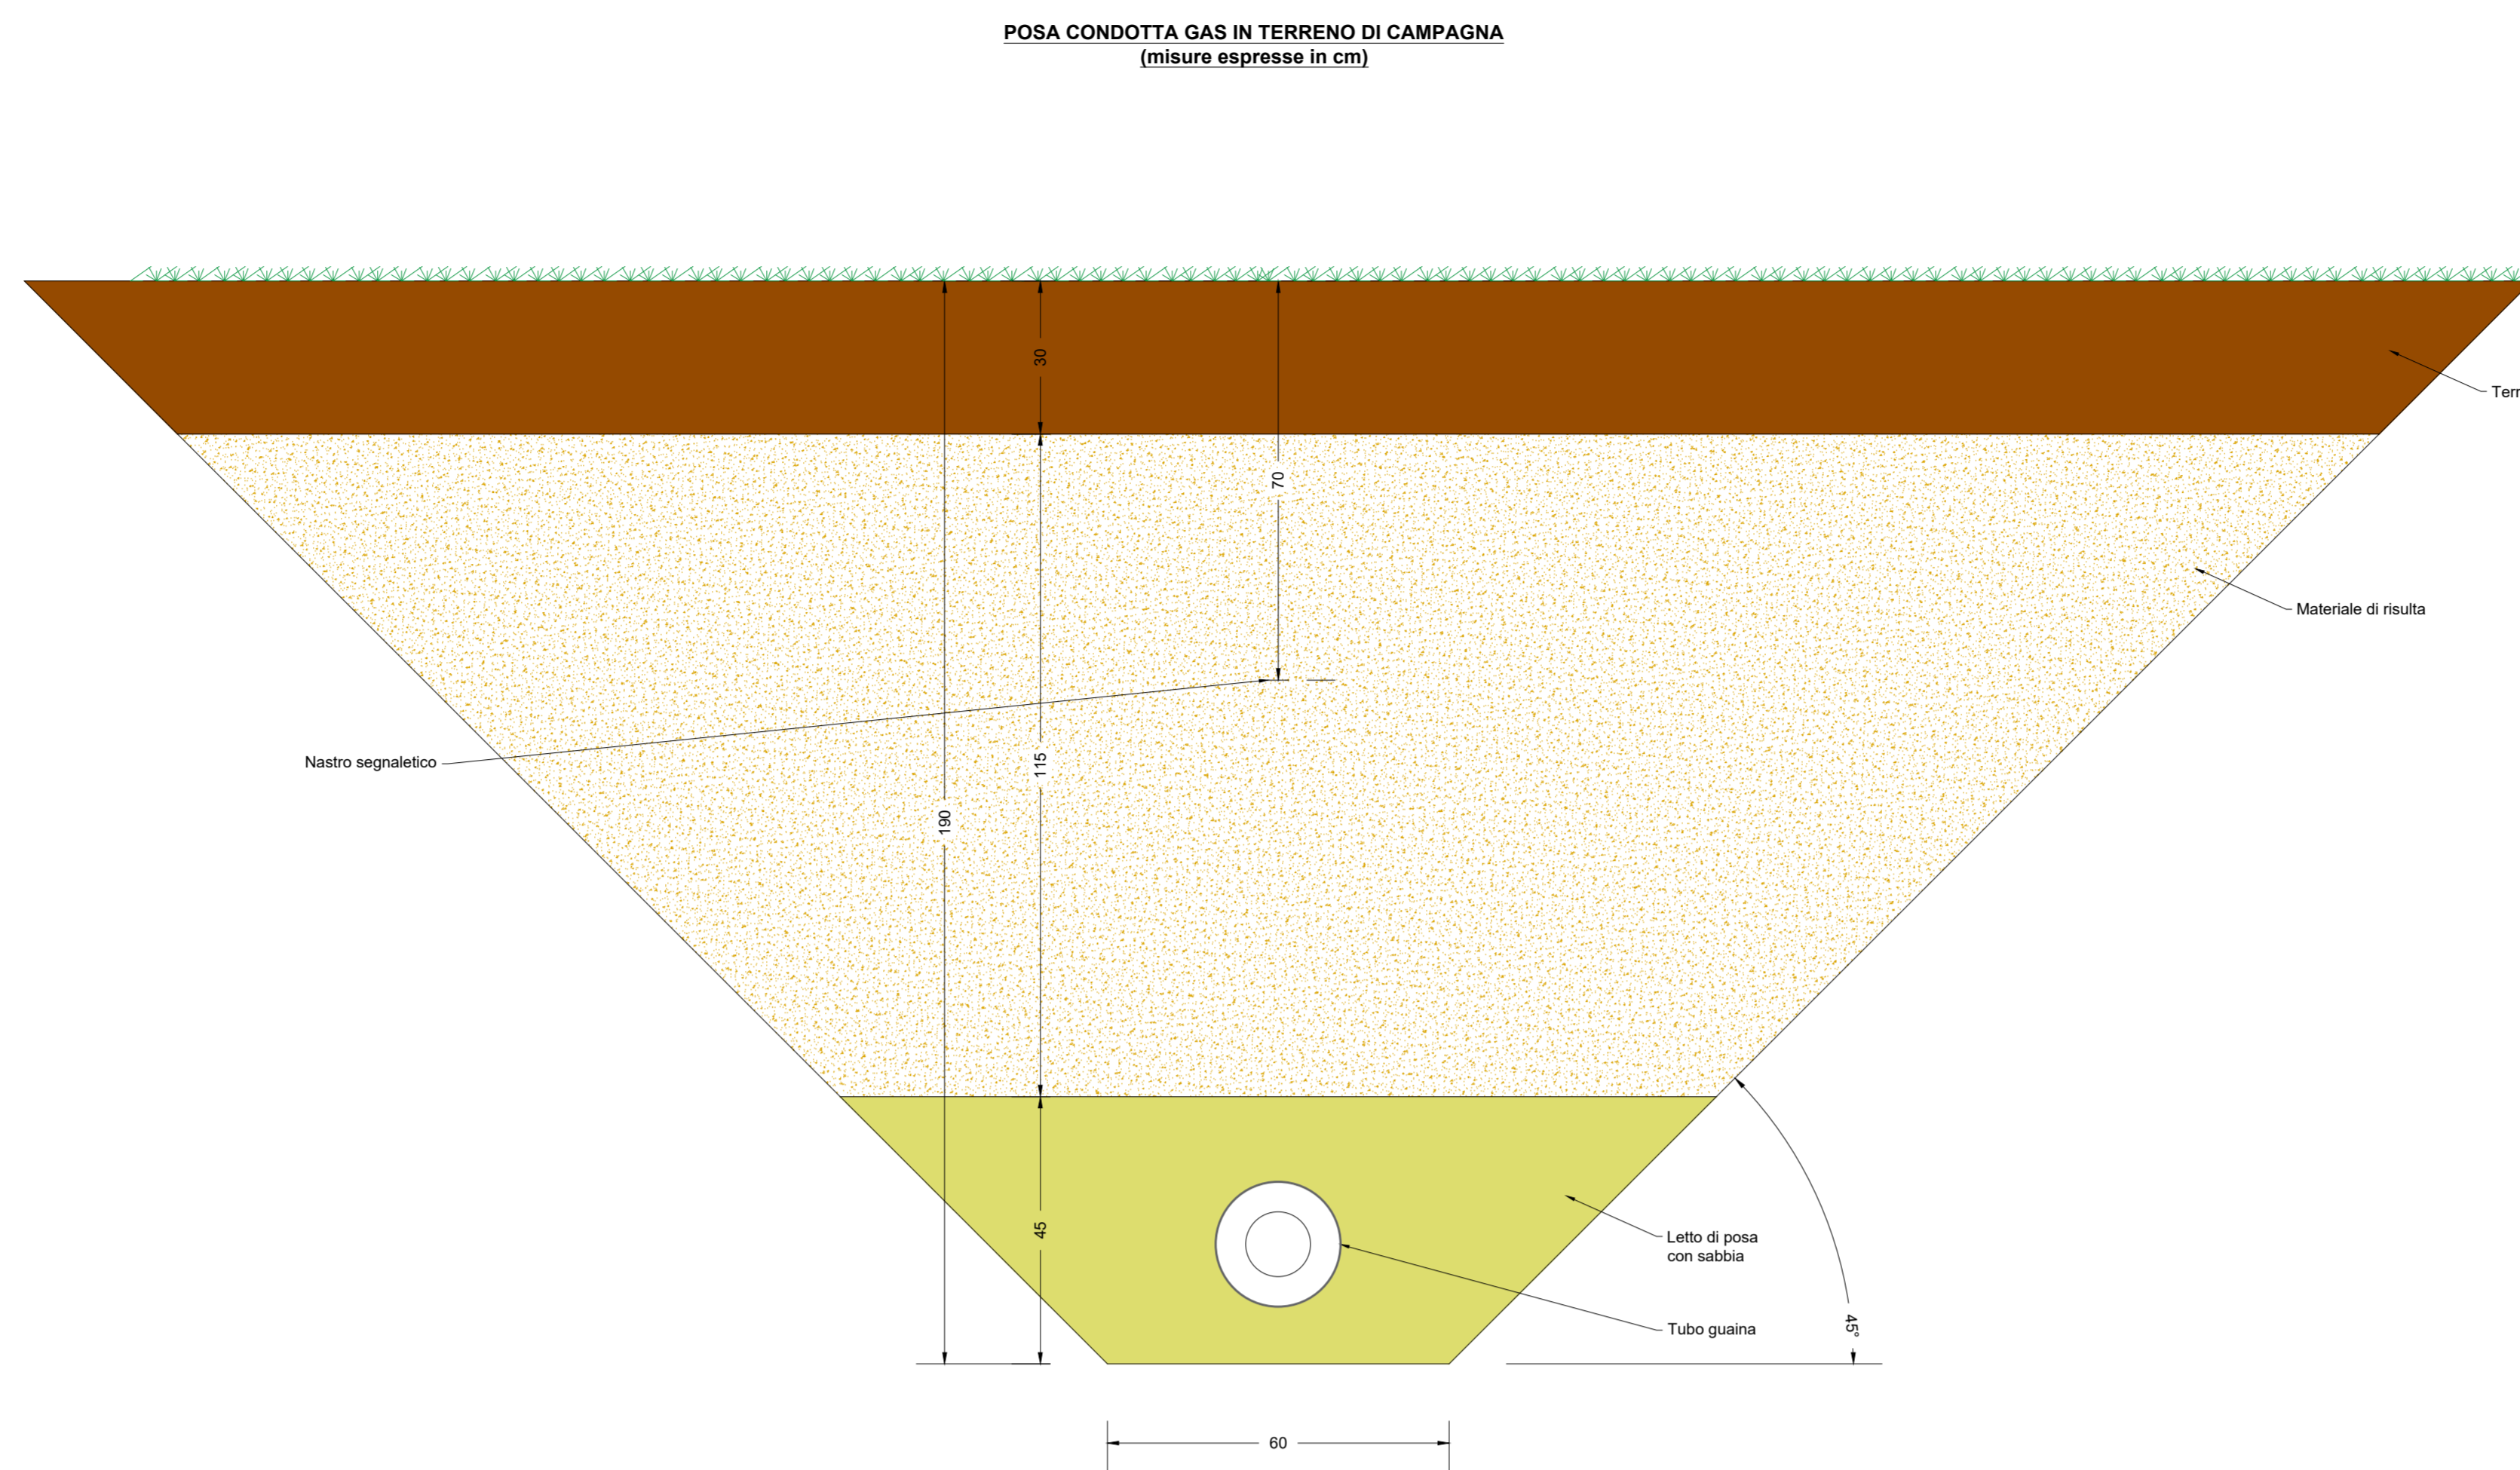 POSA CONDOTTA GAS IN TERRENO DI CAMPAGNA
(misure espresse in cm)
30
70
Materiale di risulta
Nastro segnaletico
115
190
45
Letto di posa
con sabbia
Tubo guaina
45°
60